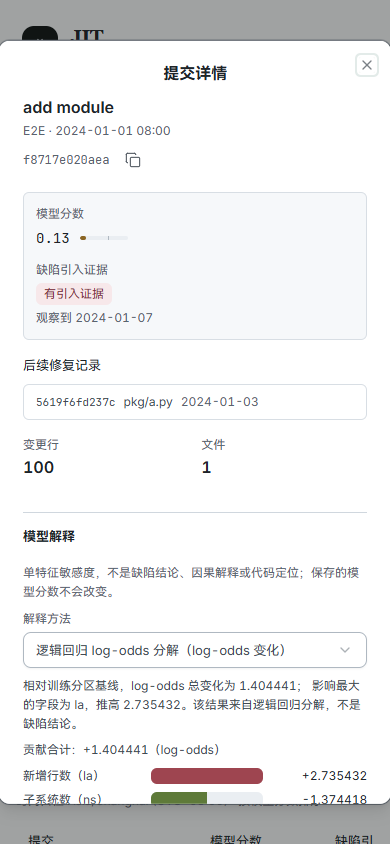 JIT
提交详情
add module
E2E · 2024-01-01 08:00
f8717e020aea
模型分数
0.13
缺陷引入证据
有引入证据
观察到 2024-01-07
后续修复记录
5619f6fd237c pkg/a.py 2024-01-03
变更行 文件
100 1
模型解释
单特征敏感度，不是缺陷结论、因果解释或代码定位；保存的模
型分数不会改变。
解释方法
逻辑回归 log-odds 分解（log-odds 变化）
相对训练分区基线，log-odds 总变化为 1.404441； 影响最大
的字段为 la，推高 2.735432。该结果来自逻辑回归分解，不是
缺陷结论。
贡献合计：+1.404441（log-odds）
新增行数（la） +2.735432
子系统数（ns） -1.374418
提交 模型分数 缺陷引